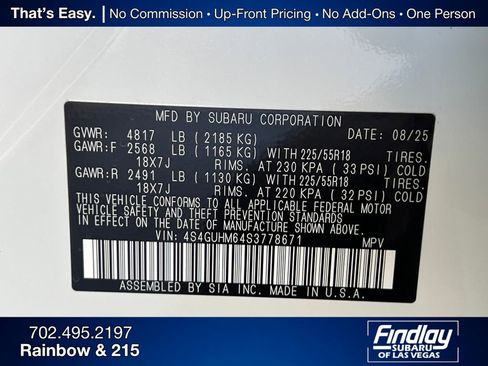 That's Easy. | No Commission • Up-Front Pricing • No Add-Ons • One Person
MFD BY SUBARU CORPORATION
GVWR: 4817 LB (2185 KG) DATE: 08/25
GAWR:F 2568 LB (1165 KG) WITH 225/55R18 TIRES.
18X7J RIMS. AT 230 KPA (33 PSI) COLD
GAWR:R 2491 LB (1130 KG) WITH 225/55R18 TIRES.
18X7J RIMS. AT 220 KPA (32 PSI) COLD
THIS VEHICLE CONFORMS TO ALL APPLICABLE FEDERAL MOTOR
VEHICLE SAFETY AND THEFT PREVENTION STANDARDS
IN EFFECT ON THE DATE OF MANUFACTURE SHOWN ABOVE.
VIN: 4S4GUHM64S3778671 MPV
ASSEMBLED BY SIA INC. MADE IN U.S.A.
702.495.2197
Rainbow & 215
Findlay
SUBARU
OF LAS VEGAS